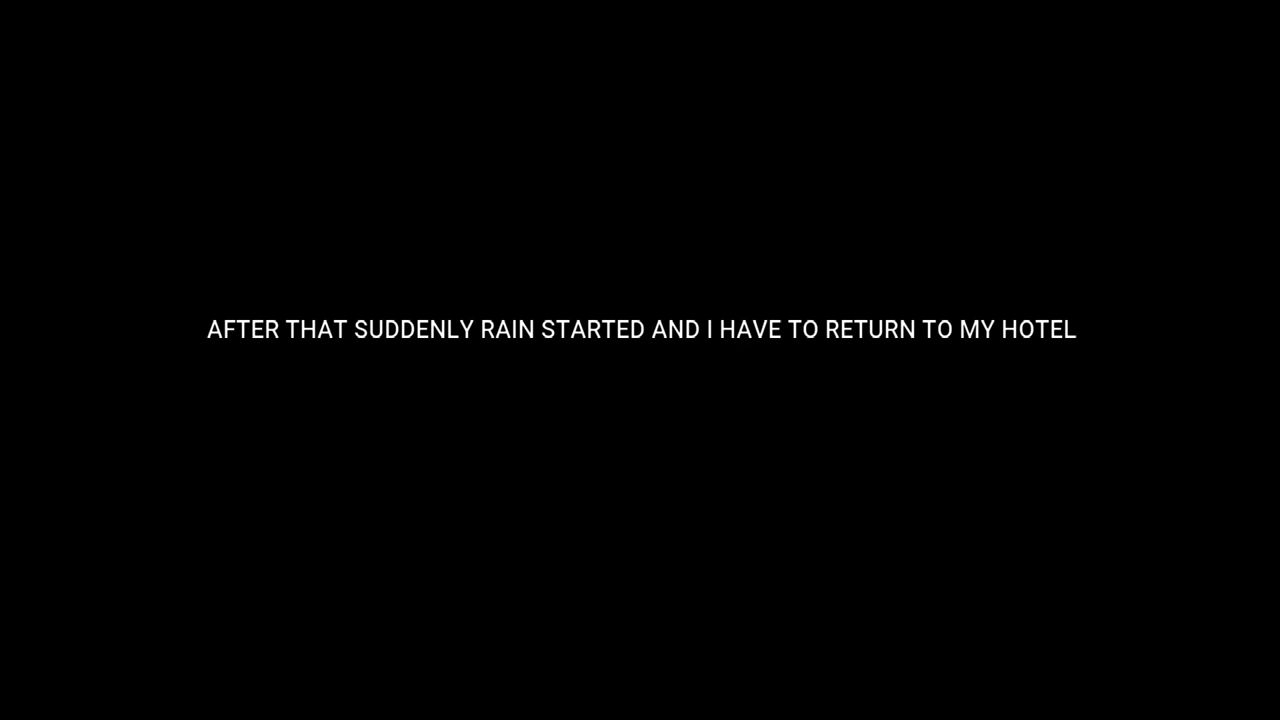 AFTER THAT SUDDENLY RAIN STARTED AND I HAVE TO RETURN TO MY HOTEL